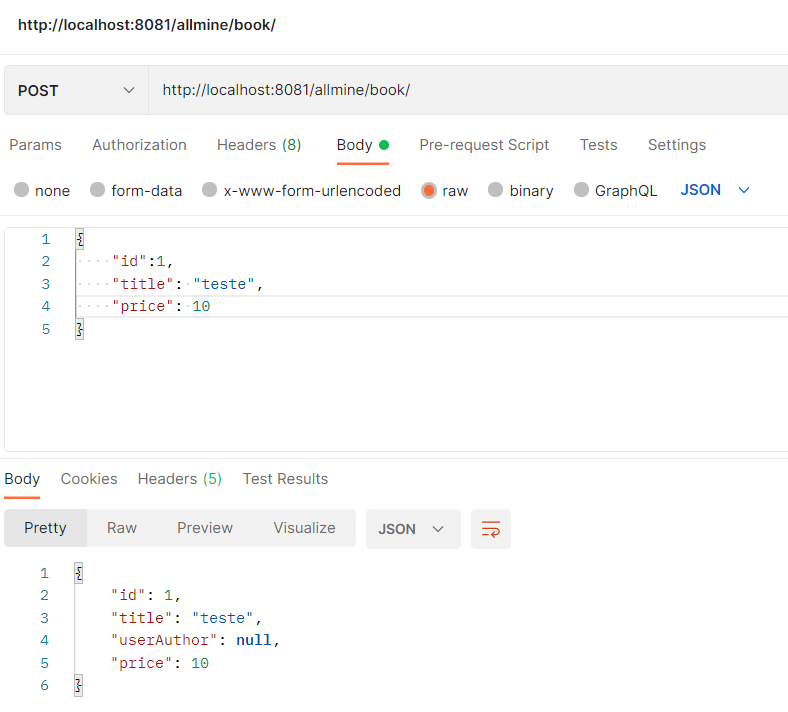 http://localhost:8081/allmine/book/
POST http://localhost:8081/allmine/book/
Params Authorization Headers (8) Body Pre-request Script Tests Settings
none form-data x-www-form-urlencoded raw binary GraphQL JSON
1 {
2 ····"id":1,
3 ····"title":·"teste",
4 ····"price":·10
5 }
Body Cookies Headers (5) Test Results
Pretty Raw Preview Visualize JSON
1 {
2 "id": 1,
3 "title": "teste",
4 "userAuthor": null,
5 "price": 10
6 }